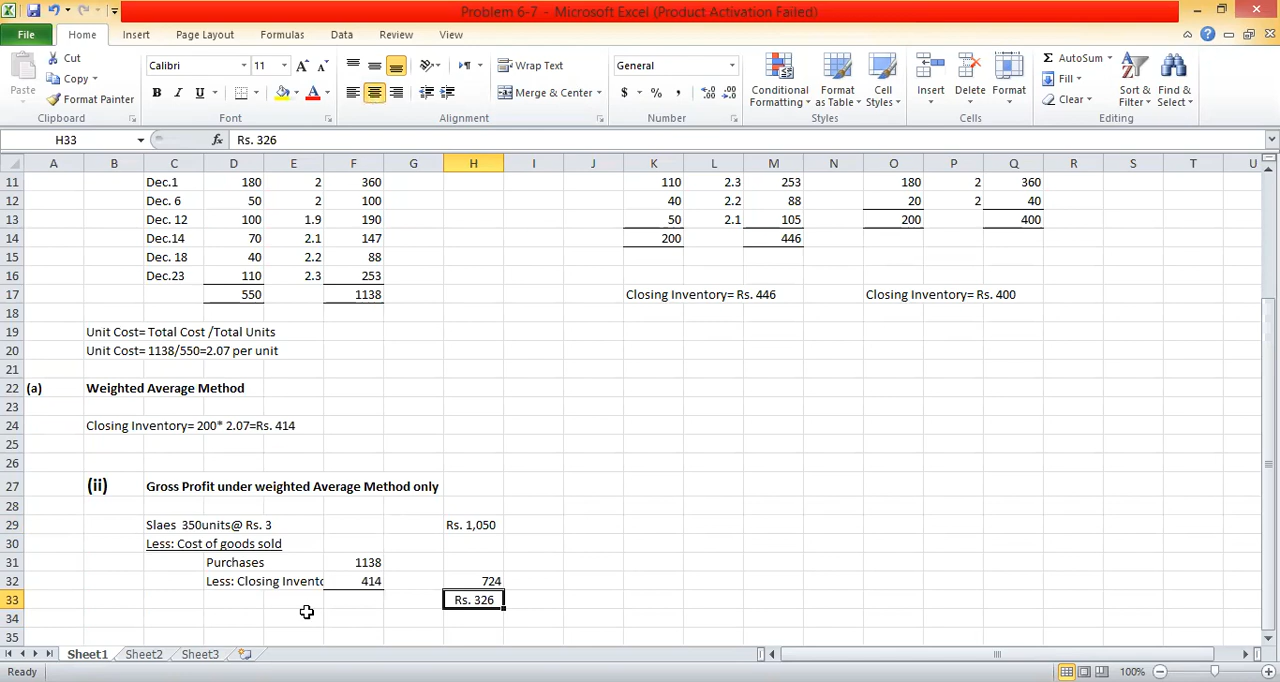 Problem 6-7 - Microsoft Excel (Product Activation Failed)
File Home Insert Page Layout Formulas Data Review View
Paste
Cut
Copy
Format Painter
Clipboard
Calibri 11 A A
B I U A
Font
Wrap Text
Merge & Center
Alignment
General
$ % , .0 .00 .00 .0
Number
Conditional Formatting
Format as Table
Cell Styles
Styles
Insert
Delete
Format
Cells
Σ AutoSum
Fill
Clear
Sort & Filter
Find & Select
Editing
H33 fx Rs. 326
A B C D E F G H I J K L M N O P Q R S T U
11 Dec.1 180 2 360 110 2.3 253 180 2 360
12 Dec. 6 50 2 100 40 2.2 88 20 2 40
13 Dec. 12 100 1.9 190 50 2.1 105 200 400
14 Dec.14 70 2.1 147 200 446
15 Dec. 18 40 2.2 88
16 Dec.23 110 2.3 253
17 550 1138 Closing Inventory= Rs. 446 Closing Inventory= Rs. 400
18
19 Unit Cost= Total Cost /Total Units
20 Unit Cost= 1138/550=2.07 per unit
21
22 (a) Weighted Average Method
23
24 Closing Inventory= 200* 2.07=Rs. 414
25
26
27 (ii) Gross Profit under weighted Average Method only
28
29 Slaes 350units@ Rs. 3 Rs. 1,050
30 Less: Cost of goods sold
31 Purchases 1138
32 Less: Closing Invento 414 724
33 Rs. 326
34
35
Sheet1 Sheet2 Sheet3
Ready 100%